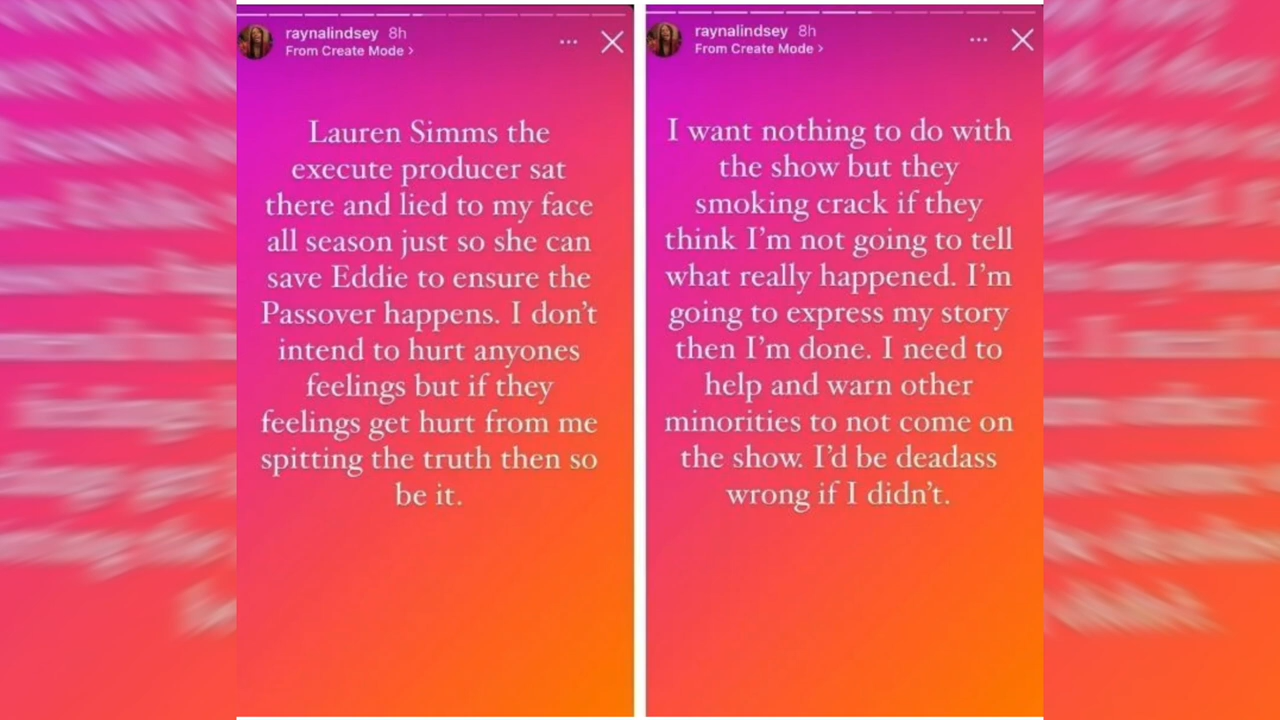 raynalindsey 8h
From Create Mode >
Lauren Simms the
execute producer sat
there and lied to my face
all season just so she can
save Eddie to ensure the
Passover happens. I don't
intend to hurt anyones
feelings but if they
feelings get hurt from me
spitting the truth then so
be it.
raynalindsey 8h
From Create Mode >
I want nothing to do with
the show but they
smoking crack if they
think I'm not going to tell
what really happened. I'm
going to express my story
then I'm done. I need to
help and warn other
minorities to not come on
the show. I'd be deadass
wrong if I didn't.